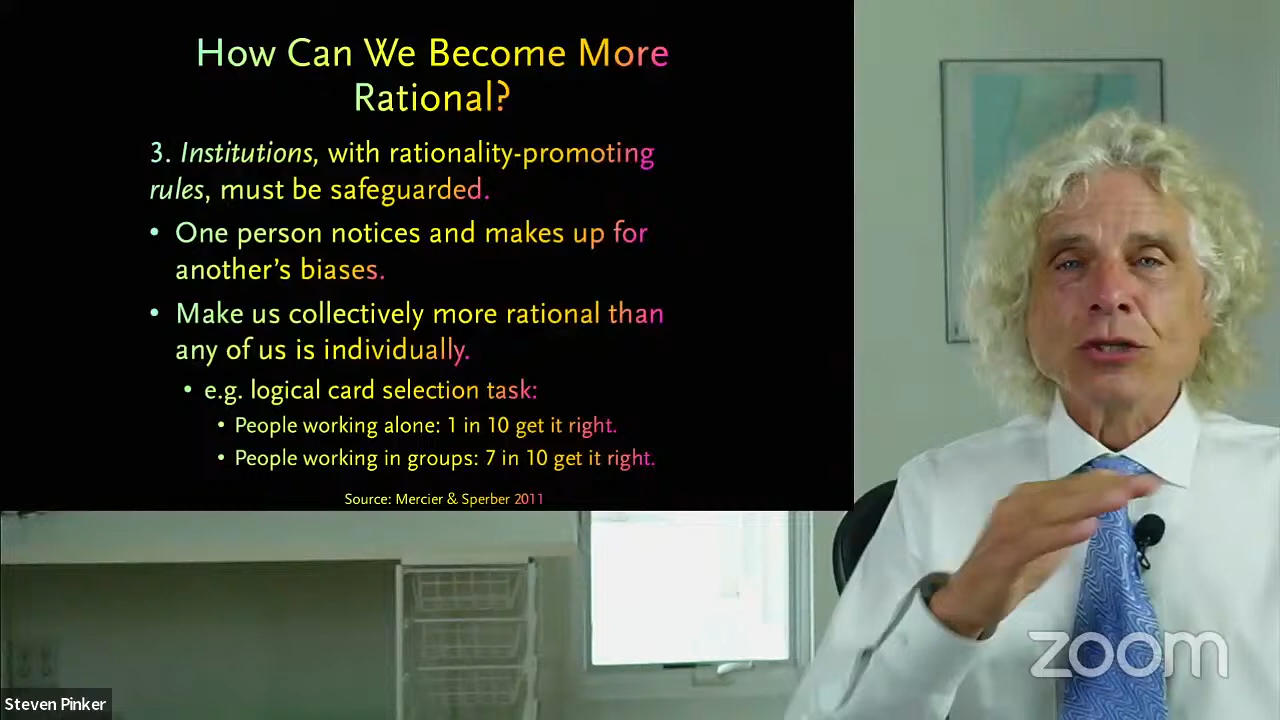 How Can We Become More
Rational?
3. Institutions, with rationality-promoting
rules, must be safeguarded.
• One person notices and makes up for
another’s biases.
• Make us collectively more rational than
any of us is individually.
• e.g. logical card selection task:
• People working alone: 1 in 10 get it right.
• People working in groups: 7 in 10 get it right.
Source: Mercier & Sperber 2011
zoom
Steven Pinker